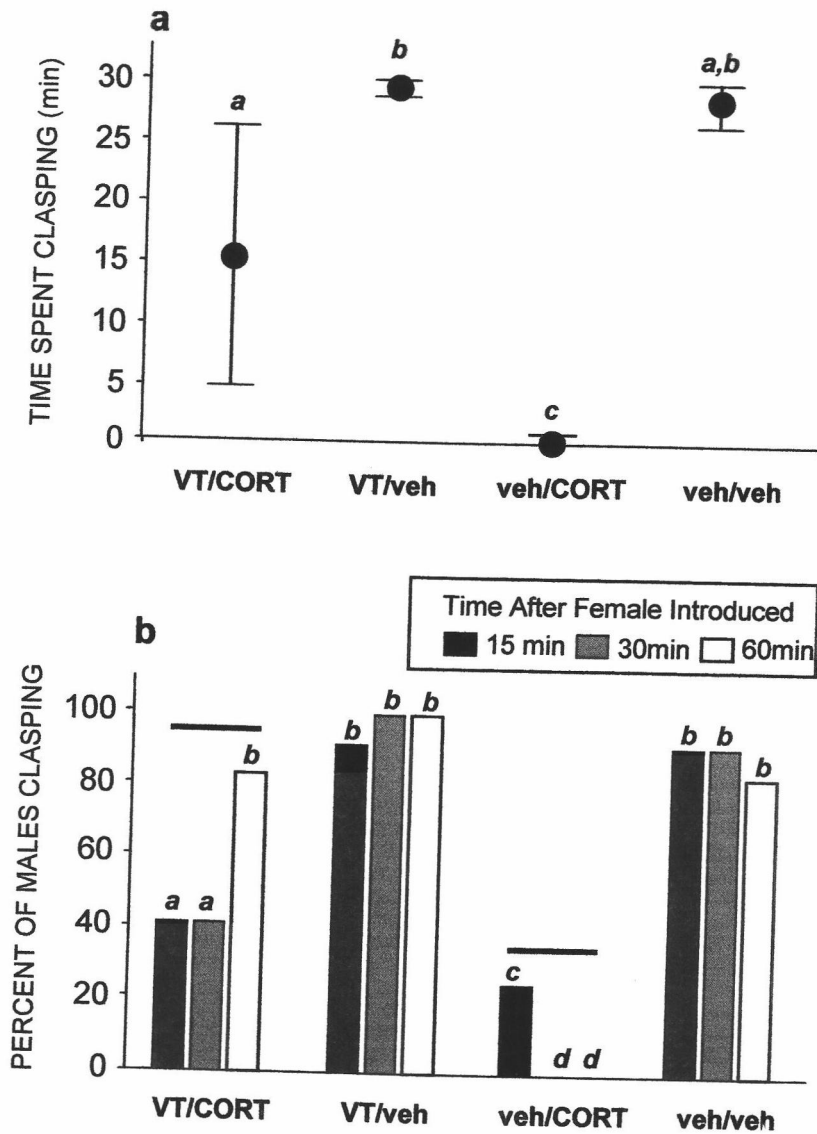 a
TIME SPENT CLASPING (min)
30
25
20
15
10
5
0
a
b
c
a,b
VT/CORT VT/veh veh/CORT veh/veh
b
Time After Female Introduced
15 min 30min 60min
PERCENT OF MALES CLASPING
100
80
60
40
20
0
a a b
b b b
c d d
b b b
VT/CORT VT/veh veh/CORT veh/veh